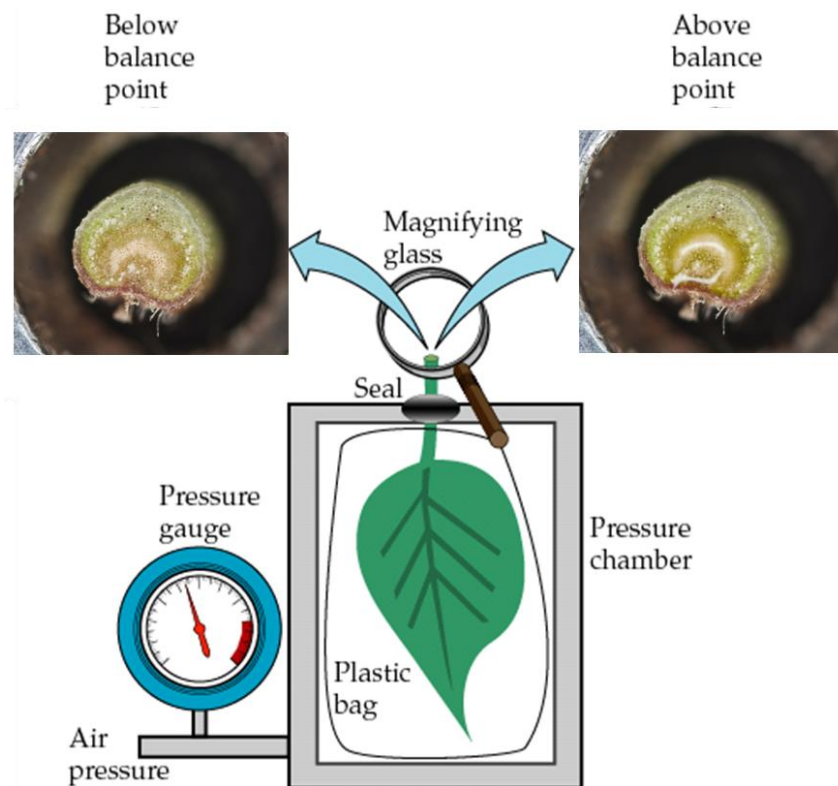 Below
balance
point
Above
balance
point
Magnifying
glass
Seal
Pressure
gauge
Pressure
chamber
Plastic
bag
Air
pressure